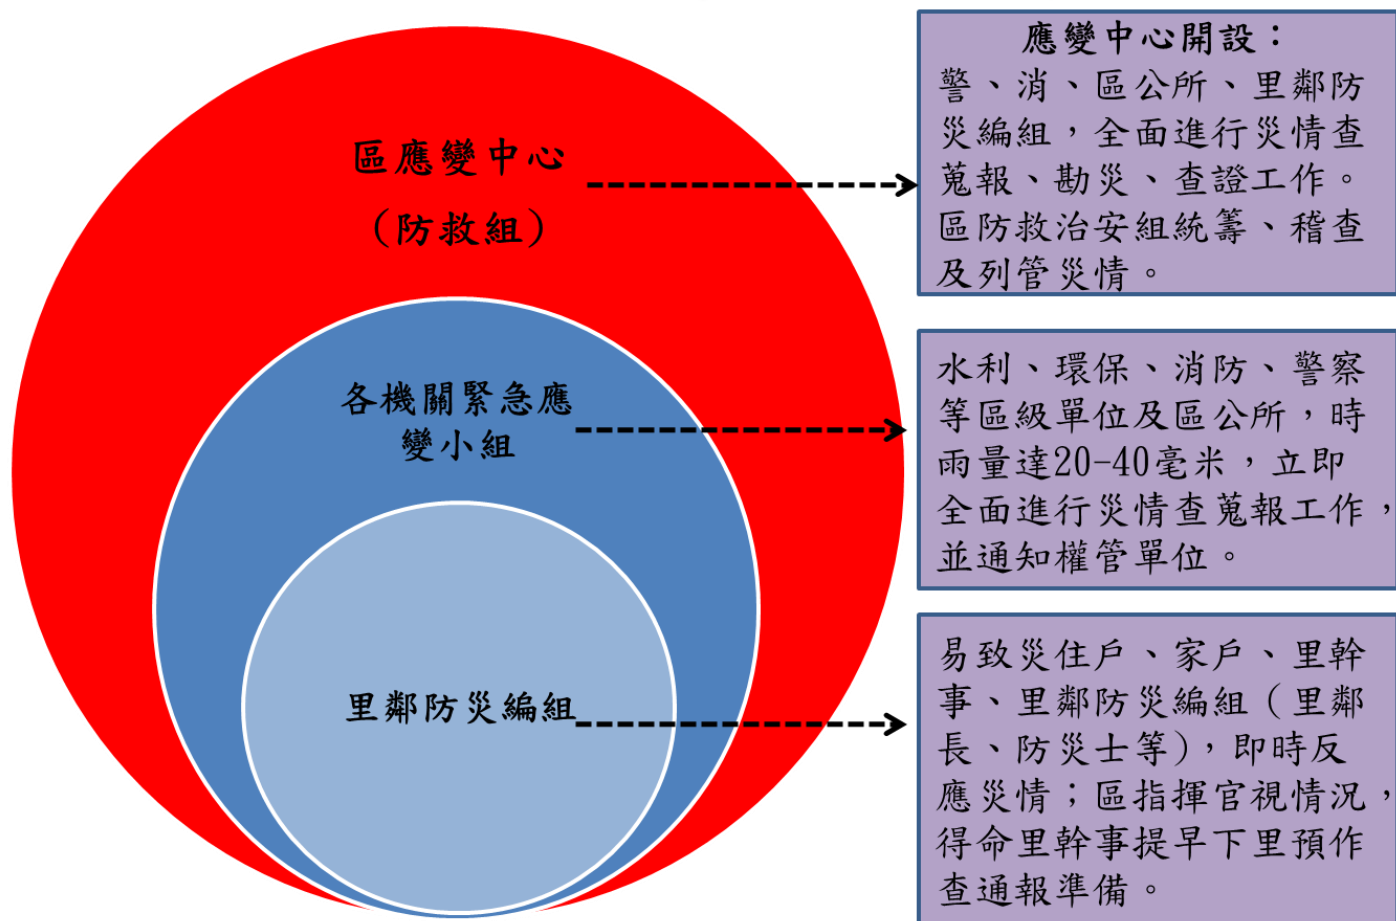 區應變中心
(防救組)
各機關緊急應
變小組
里鄰防災編組
應變中心開設：
警、消、區公所、里鄰防
災編組，全面進行災情查
蒐報、勘災、查證工作。
區防救治安組統籌、稽查
及列管災情。
水利、環保、消防、警察
等區級單位及區公所，時
雨量達20-40毫米，立即
全面進行災情查蒐報工作，
並通知權管單位。
易致災住戶、家戶、里幹
事、里鄰防災編組（里鄰
長、防災士等），即時反
應災情；區指揮官視情況，
得命里幹事提早下里預作
查通報準備。